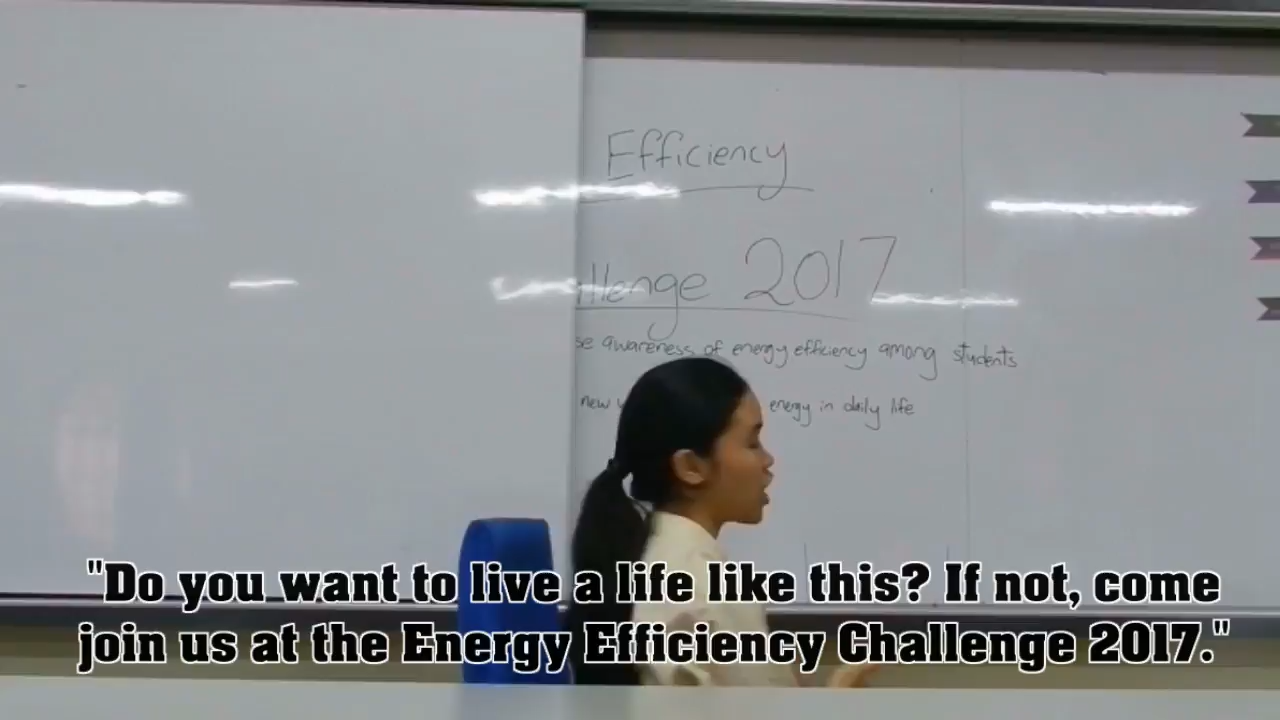 Efficiency
llenge 2017
se awareness of energy efficiency among students
new energy in daily life
"Do you want to live a life like this? If not, come
join us at the Energy Efficiency Challenge 2017."